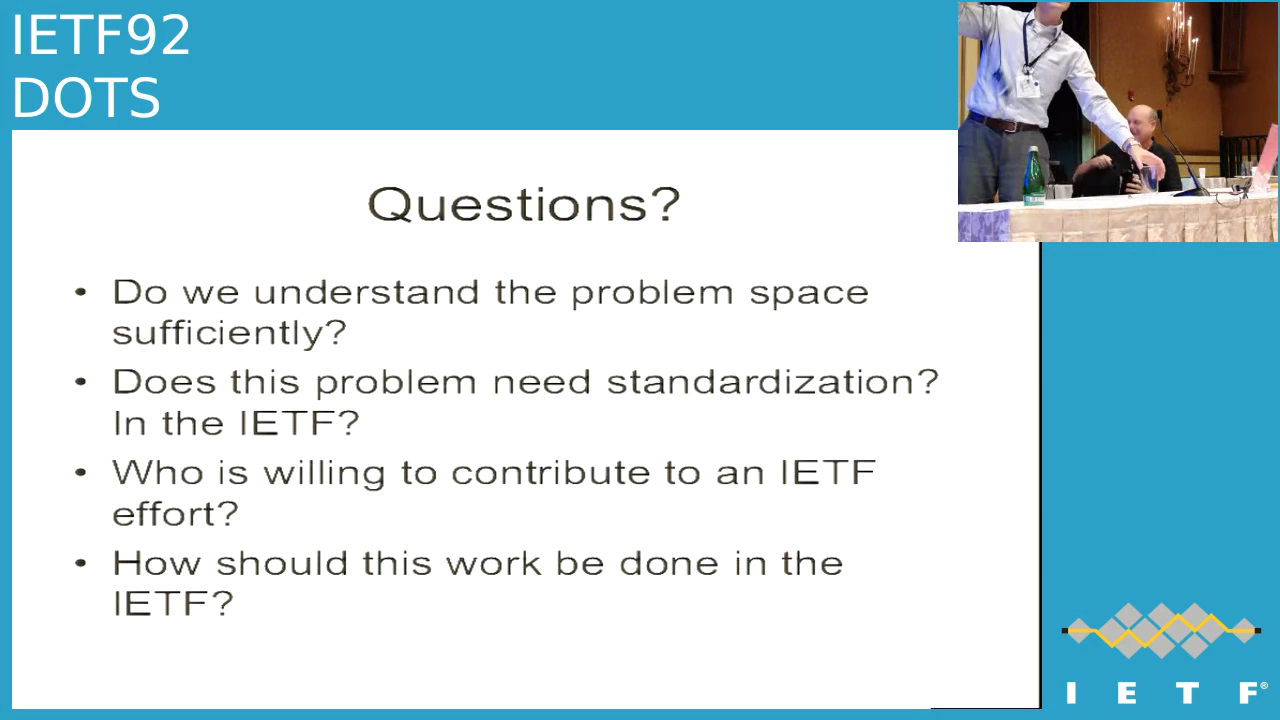 IETF92
DOTS
Questions?
• Do we understand the problem space
sufficiently?
• Does this problem need standardization?
In the IETF?
• Who is willing to contribute to an IETF
effort?
• How should this work be done in the
IETF?
I E T F®